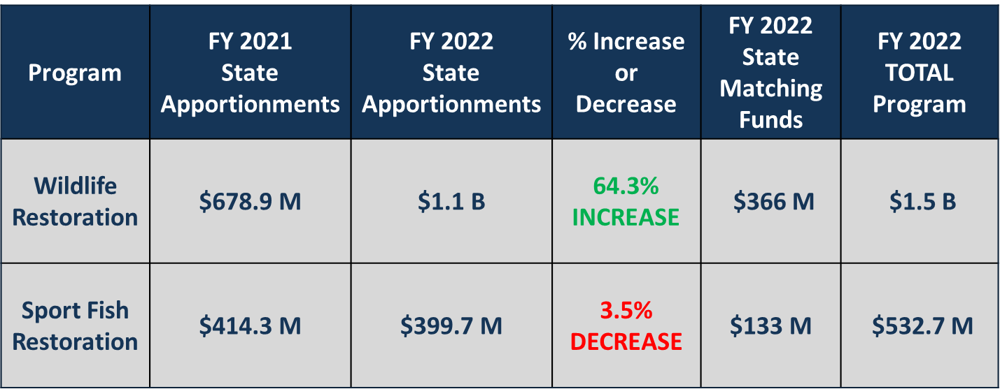 Program
FY 2021
State
Apportionments
FY 2022
State
Apportionments
% Increase
or
Decrease
FY 2022
State
Matching
Funds
FY 2022
TOTAL
Program
Wildlife
Restoration
$678.9 M
$1.1 B
64.3%
INCREASE
$366 M
$1.5 B
Sport Fish
Restoration
$414.3 M
$399.7 M
3.5%
DECREASE
$133 M
$532.7 M